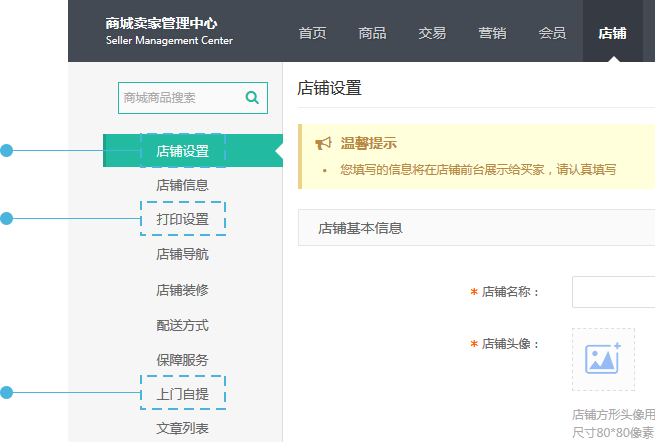 商城卖家管理中心
Seller Management Center
首页 商品 交易 营销 会员 店铺
商城商品搜索
店铺设置
店铺信息
打印设置
店铺导航
店铺装修
配送方式
保障服务
上门自提
文章列表
店铺设置
温馨提示
• 您填写的信息将在店铺前台展示给买家，请认真填写
店铺基本信息
* 店铺名称：
* 店铺头像：
店铺方形头像用
尺寸80*80像素